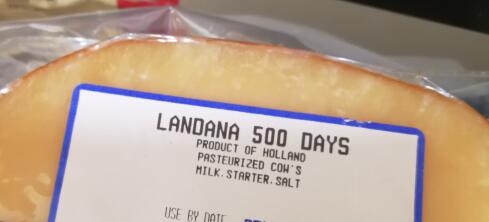 LANDANA 500 DAYS
PRODUCT OF HOLLAND
PASTEURIZED COW'S
MILK.STARTER.SALT
USE BY DATE